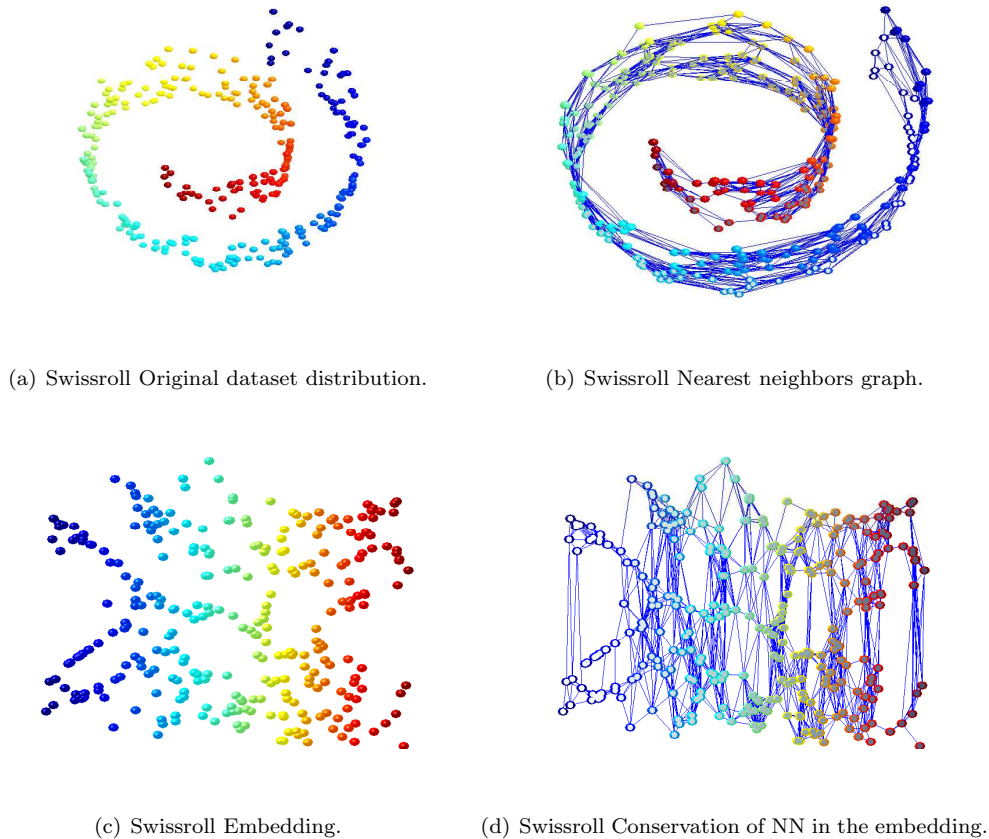 (a) Swissroll Original dataset distribution.
(b) Swissroll Nearest neighbors graph.
(c) Swissroll Embedding.
(d) Swissroll Conservation of NN in the embedding.